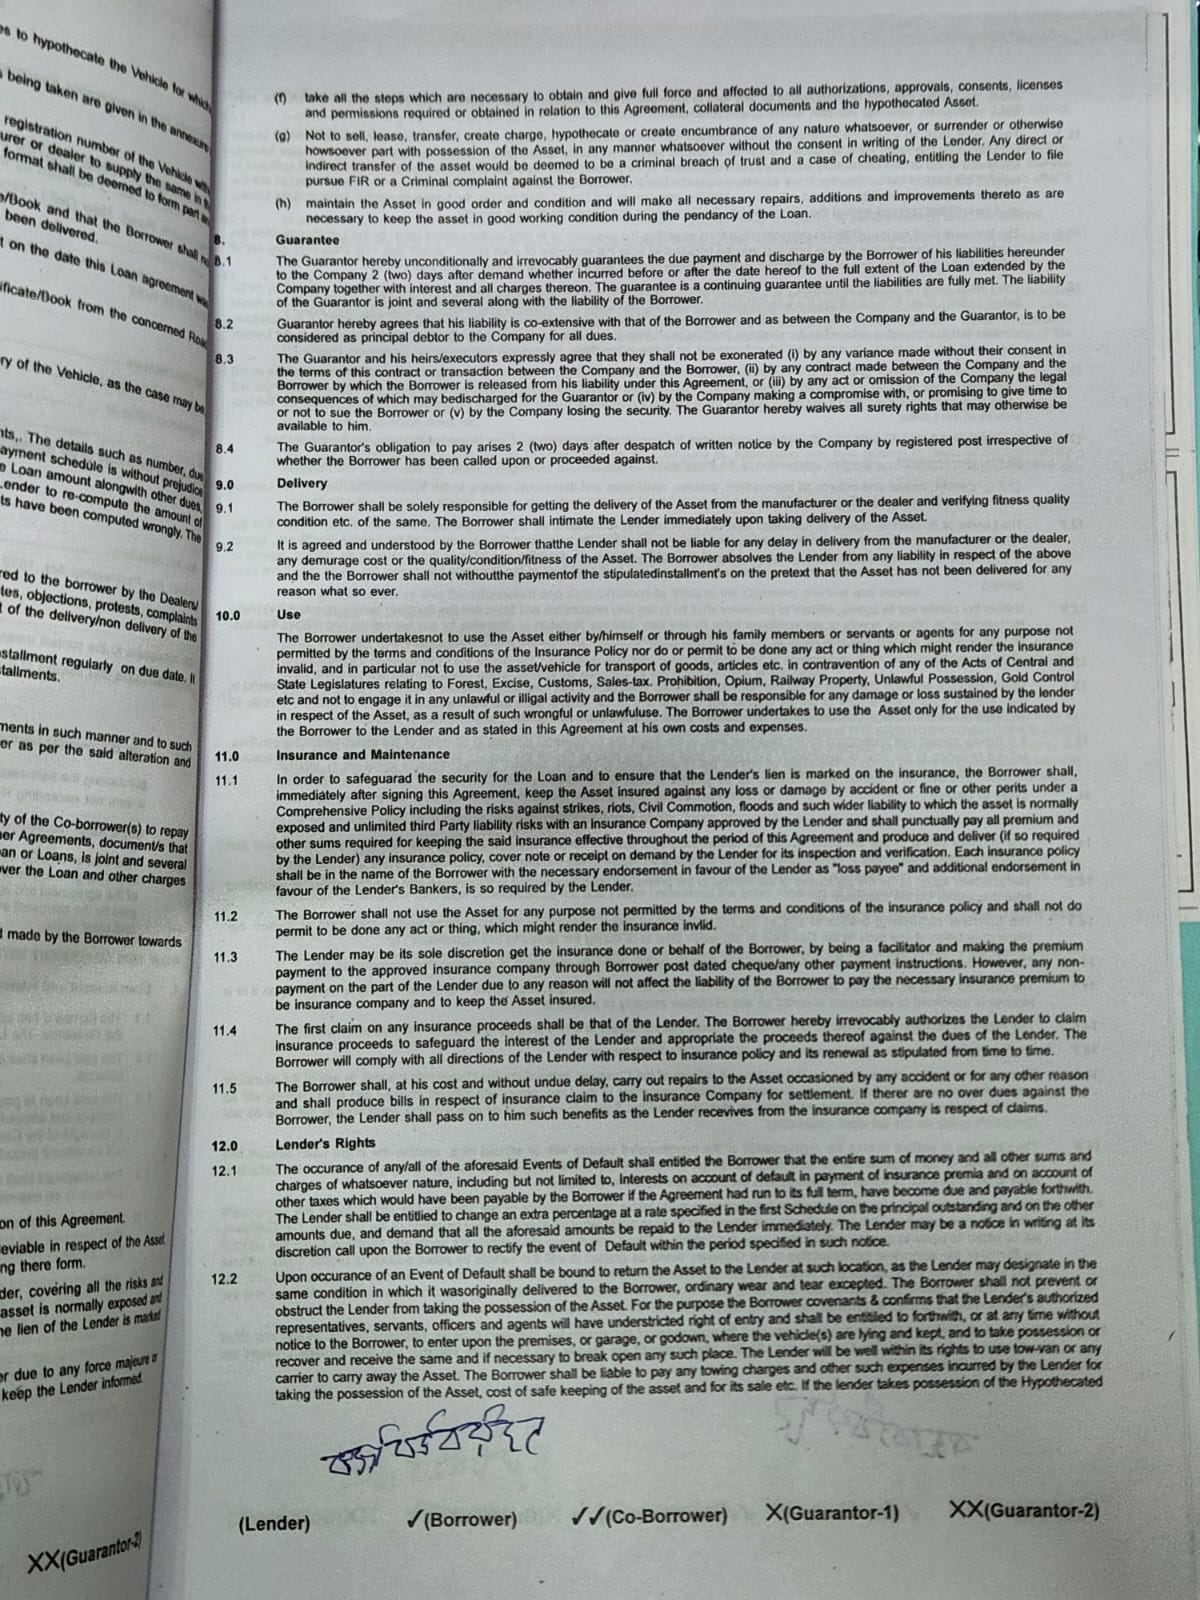 es to hypothecate the Vehicle for which
being taken are given in the annexure
registration number of the Vehicle with
urer or dealer to supply the same in
format shall be deemed to form part
e/Book and that the Borrower shall
been delivered.
t on the date this Loan agreement was
ificate/Book from the concerned Road
ry of the Vehicle, as the case may be
nts,. The details such as number, due
ayment schedule is without prejudice
e Loan amount alongwith other dues,
Lender to re-compute the amount of
ts have been computed wrongly. The
red to the borrower by the Dealers/
tes, objections, protests, complaints
t of the delivery/non delivery of the
stallment regularly on due date. It
stallments.
ments in such manner and to such
er as per the said alteration and
ty of the Co-borrower(s) to repay
her Agreements, document/s that
an or Loans, is joint and several
over the Loan and other charges
made by the Borrower towards
on of this Agreement.
leviable in respect of the Asset
ng there form.
der, covering all the risks and
asset is normally exposed and
he lien of the Lender is marked
er due to any force majeure or
keep the Lender informed.
XX(Guarantor-2)
(f) take all the steps which are necessary to obtain and give full force and affected to all authorizations, approvals, consents, licenses
and permissions required or obtained in relation to this Agreement, collateral documents and the hypothecated Asset.
(g) Not to sell, lease, transfer, create charge, hypothecate or create encumbrance of any nature whatsoever, or surrender or otherwise
howsoever part with possession of the Asset, in any manner whatsoever without the consent in writing of the Lender. Any direct or
indirect transfer of the asset would be deemed to be a criminal breach of trust and a case of cheating, entitling the Lender to file
pursue FIR or a Criminal complaint against the Borrower.
(h) maintain the Asset in good order and condition and will make all necessary repairs, additions and improvements thereto as are
necessary to keep the asset in good working condition during the pendancy of the Loan.
8. Guarantee
8.1 The Guarantor hereby unconditionally and irrevocably guarantees the due payment and discharge by the Borrower of his liabilities hereunder
to the Company 2 (two) days after demand whether incurred before or after the date hereof to the full extent of the Loan extended by the
Company together with interest and all charges thereon. The guarantee is a continuing guarantee until the liabilities are fully met. The liability
of the Guarantor is joint and several along with the liability of the Borrower.
8.2 Guarantor hereby agrees that his liability is co-extensive with that of the Borrower and as between the Company and the Guarantor, is to be
considered as principal debtor to the Company for all dues.
8.3 The Guarantor and his heirs/executors expressly agree that they shall not be exonerated (i) by any variance made without their consent in
the terms of this contract or transaction between the Company and the Borrower, (ii) by any contract made between the Company and the
Borrower by which the Borrower is released from his liability under this Agreement, or (iii) by any act or omission of the Company the legal
consequences of which may bedischarged for the Guarantor or (iv) by the Company making a compromise with, or promising to give time to
or not to sue the Borrower or (v) by the Company losing the security. The Guarantor hereby waives all surety rights that may otherwise be
available to him.
8.4 The Guarantor's obligation to pay arises 2 (two) days after despatch of written notice by the Company by registered post irrespective of
whether the Borrower has been called upon or proceeded against.
9.0 Delivery
9.1 The Borrower shall be solely responsible for getting the delivery of the Asset from the manufacturer or the dealer and verifying fitness quality
condition etc. of the same. The Borrower shall intimate the Lender immediately upon taking delivery of the Asset.
9.2 It is agreed and understood by the Borrower thatthe Lender shall not be liable for any delay in delivery from the manufacturer or the dealer,
any demurage cost or the quality/condition/fitness of the Asset. The Borrower absolves the Lender from any liability in respect of the above
and the the Borrower shall not withoutthe paymentof the stipulatedinstallment's on the pretext that the Asset has not been delivered for any
reason what so ever.
10.0 Use
The Borrower undertakesnot to use the Asset either by/himself or through his family members or servants or agents for any purpose not
permitted by the terms and conditions of the Insurance Policy nor do or permit to be done any act or thing which might render the insurance
invalid, and in particular not to use the asset/vehicle for transport of goods, articles etc. in contravention of any of the Acts of Central and
State Legislatures relating to Forest, Excise, Customs, Sales-tax. Prohibition, Opium, Railway Property, Unlawful Possession, Gold Control
etc and not to engage it in any unlawful or illigal activity and the Borrower shall be responsible for any damage or loss sustained by the lender
in respect of the Asset, as a result of such wrongful or unlawfuluse. The Borrower undertakes to use the Asset only for the use indicated by
the Borrower to the Lender and as stated in this Agreement at his own costs and expenses.
11.0 Insurance and Maintenance
11.1 In order to safeguarad the security for the Loan and to ensure that the Lender's lien is marked on the insurance, the Borrower shall,
immediately after signing this Agreement, keep the Asset insured against any loss or damage by accident or fine or other perits under a
Comprehensive Policy including the risks against strikes, riots, Civil Commotion, floods and such wider liability to which the asset is normally
exposed and unlimited third Party liability risks with an Insurance Company approved by the Lender and shall punctually pay all premium and
other sums required for keeping the said insurance effective throughout the period of this Agreement and produce and deliver (if so required
by the Lender) any insurance policy, cover note or receipt on demand by the Lender for its inspection and verification. Each insurance policy
shall be in the name of the Borrower with the necessary endorsement in favour of the Lender as "loss payee" and additional endorsement in
favour of the Lender's Bankers, is so required by the Lender.
11.2 The Borrower shall not use the Asset for any purpose not permitted by the terms and conditions of the insurance policy and shall not do
permit to be done any act or thing, which might render the insurance invlid.
11.3 The Lender may be its sole discretion get the insurance done or behalf of the Borrower, by being a facilitator and making the premium
payment to the approved insurance company through Borrower post dated cheque/any other payment instructions. However, any non-
payment on the part of the Lender due to any reason will not affect the liability of the Borrower to pay the necessary insurance premium to
be insurance company and to keep the Asset insured.
11.4 The first claim on any insurance proceeds shall be that of the Lender. The Borrower hereby irrevocably authorizes the Lender to claim
insurance proceeds to safeguard the interest of the Lender and appropriate the proceeds thereof against the dues of the Lender. The
Borrower will comply with all directions of the Lender with respect to insurance policy and its renewal as stipulated from time to time.
11.5 The Borrower shall, at his cost and without undue delay, carry out repairs to the Asset occasioned by any accident or for any other reason
and shall produce bills in respect of insurance claim to the insurance Company for settlement. If therer are no over dues against the
Borrower, the Lender shall pass on to him such benefits as the Lender recevives from the insurance company is respect of claims.
12.0 Lender's Rights
12.1 The occurance of any/all of the aforesaid Events of Default shall entitled the Borrower that the entire sum of money and all other sums and
charges of whatsoever nature, including but not limited to, Interests on account of default in payment of insurance premia and on account of
other taxes which would have been payable by the Borrower if the Agreement had run to its full term, have become due and payable forthwith.
The Lender shall be entitlied to change an extra percentage at a rate specified in the first Schedule on the principal outstanding and on the other
amounts due, and demand that all the aforesaid amounts be repaid to the Lender immediately. The Lender may be a notice in writing at its
discretion call upon the Borrower to rectify the event of Default within the period specified in such notice.
12.2 Upon occurance of an Event of Default shall be bound to return the Asset to the Lender at such location, as the Lender may designate in the
same condition in which it wasoriginally delivered to the Borrower, ordinary wear and tear excepted. The Borrower shall not prevent or
obstruct the Lender from taking the possession of the Asset. For the purpose the Borrower covenants & confirms that the Lender's authorized
representatives, servants, officers and agents will have understricted right of entry and shall be entitiled to forthwith, or at any time without
notice to the Borrower, to enter upon the premises, or garage, or godown, where the vehicle(s) are lying and kept, and to take possession or
recover and receive the same and if necessary to break open any such place. The Lender will be well within its rights to use tow-van or any
carrier to carry away the Asset. The Borrower shall be liable to pay any towing charges and other such expenses incurred by the Lender for
taking the possession of the Asset, cost of safe keeping of the asset and for its sale etc. If the lender takes possession of the Hypothecated
(Lender) ✓(Borrower) ✓✓(Co-Borrower) X(Guarantor-1) XX(Guarantor-2)